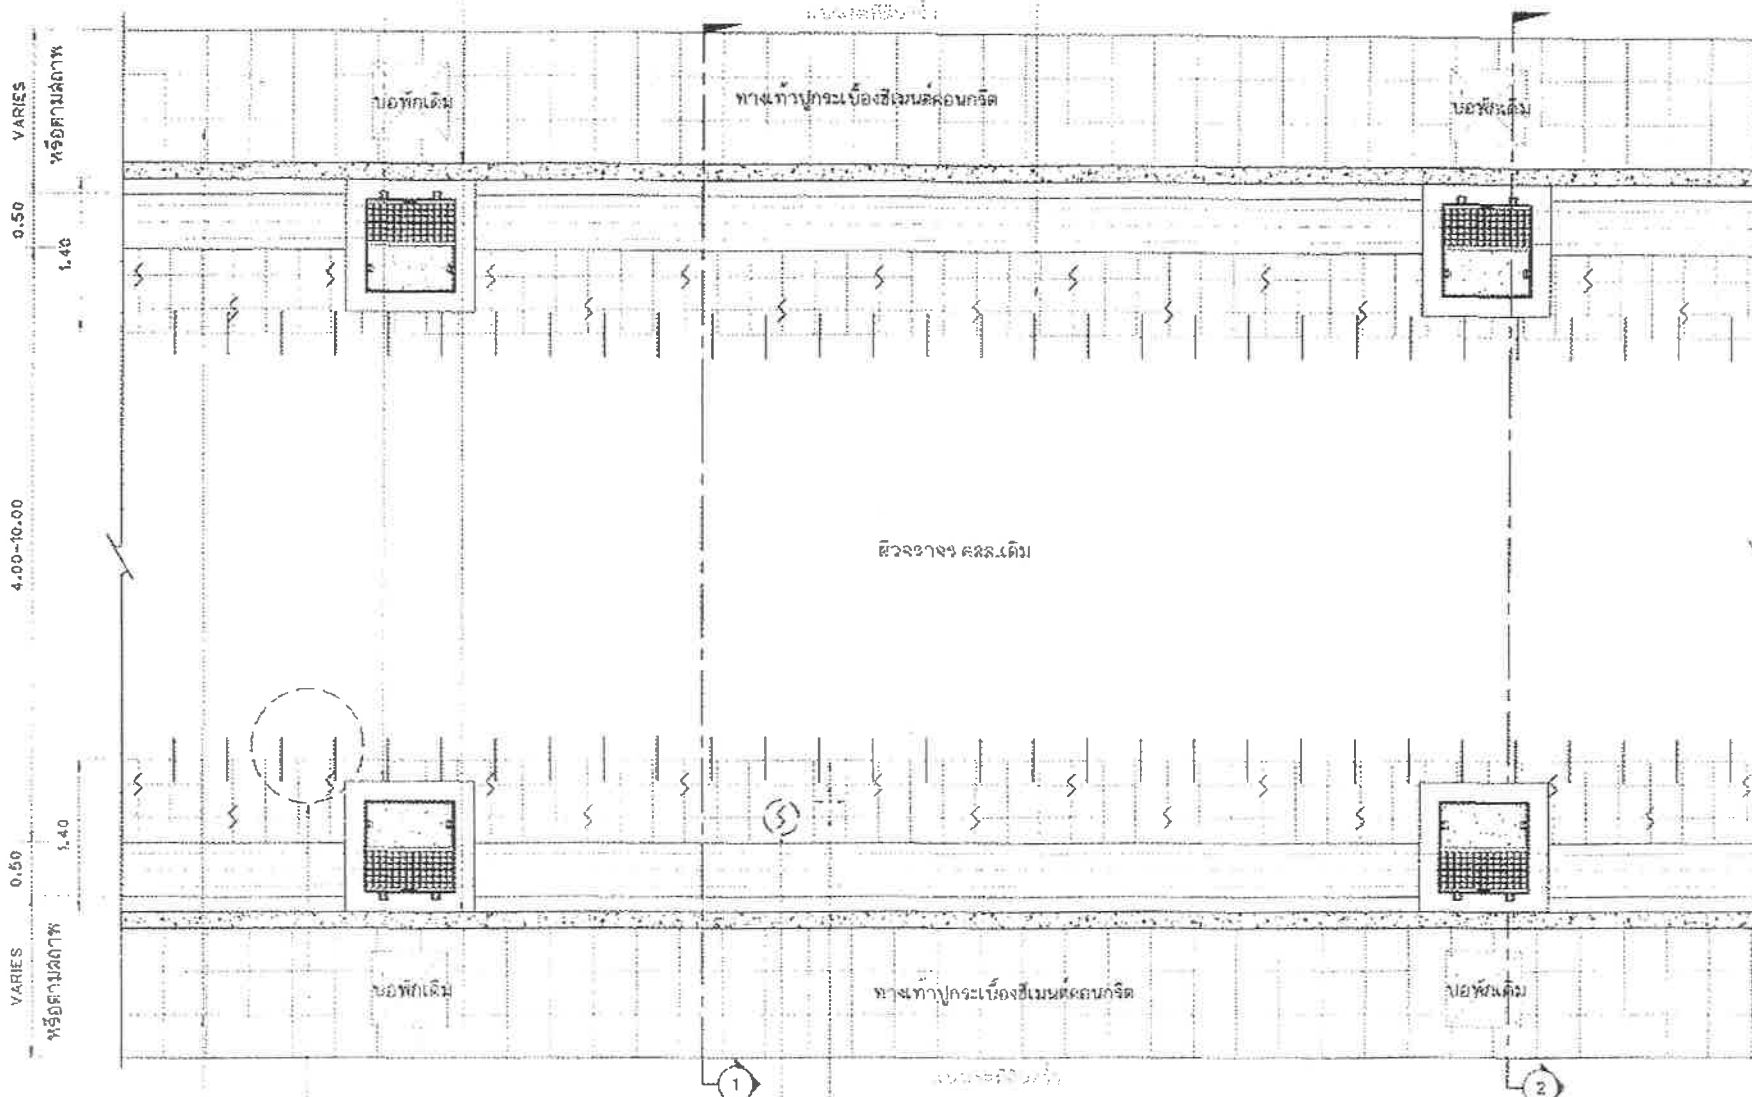 บ่อพักเดิม
ทางเท้าปูกระเบื้องซีเมนต์คอนกรีต
บ่อพักเดิม
VARIES
หรือตามสภาพ
0.50
1.40
4.00-10.00
ผิวจราจร คสล.เดิม
1.40
0.50
VARIES
หรือตามสภาพ
บ่อพักเดิม
ทางเท้าปูกระเบื้องซีเมนต์คอนกรีต
บ่อพักเดิม
1
2